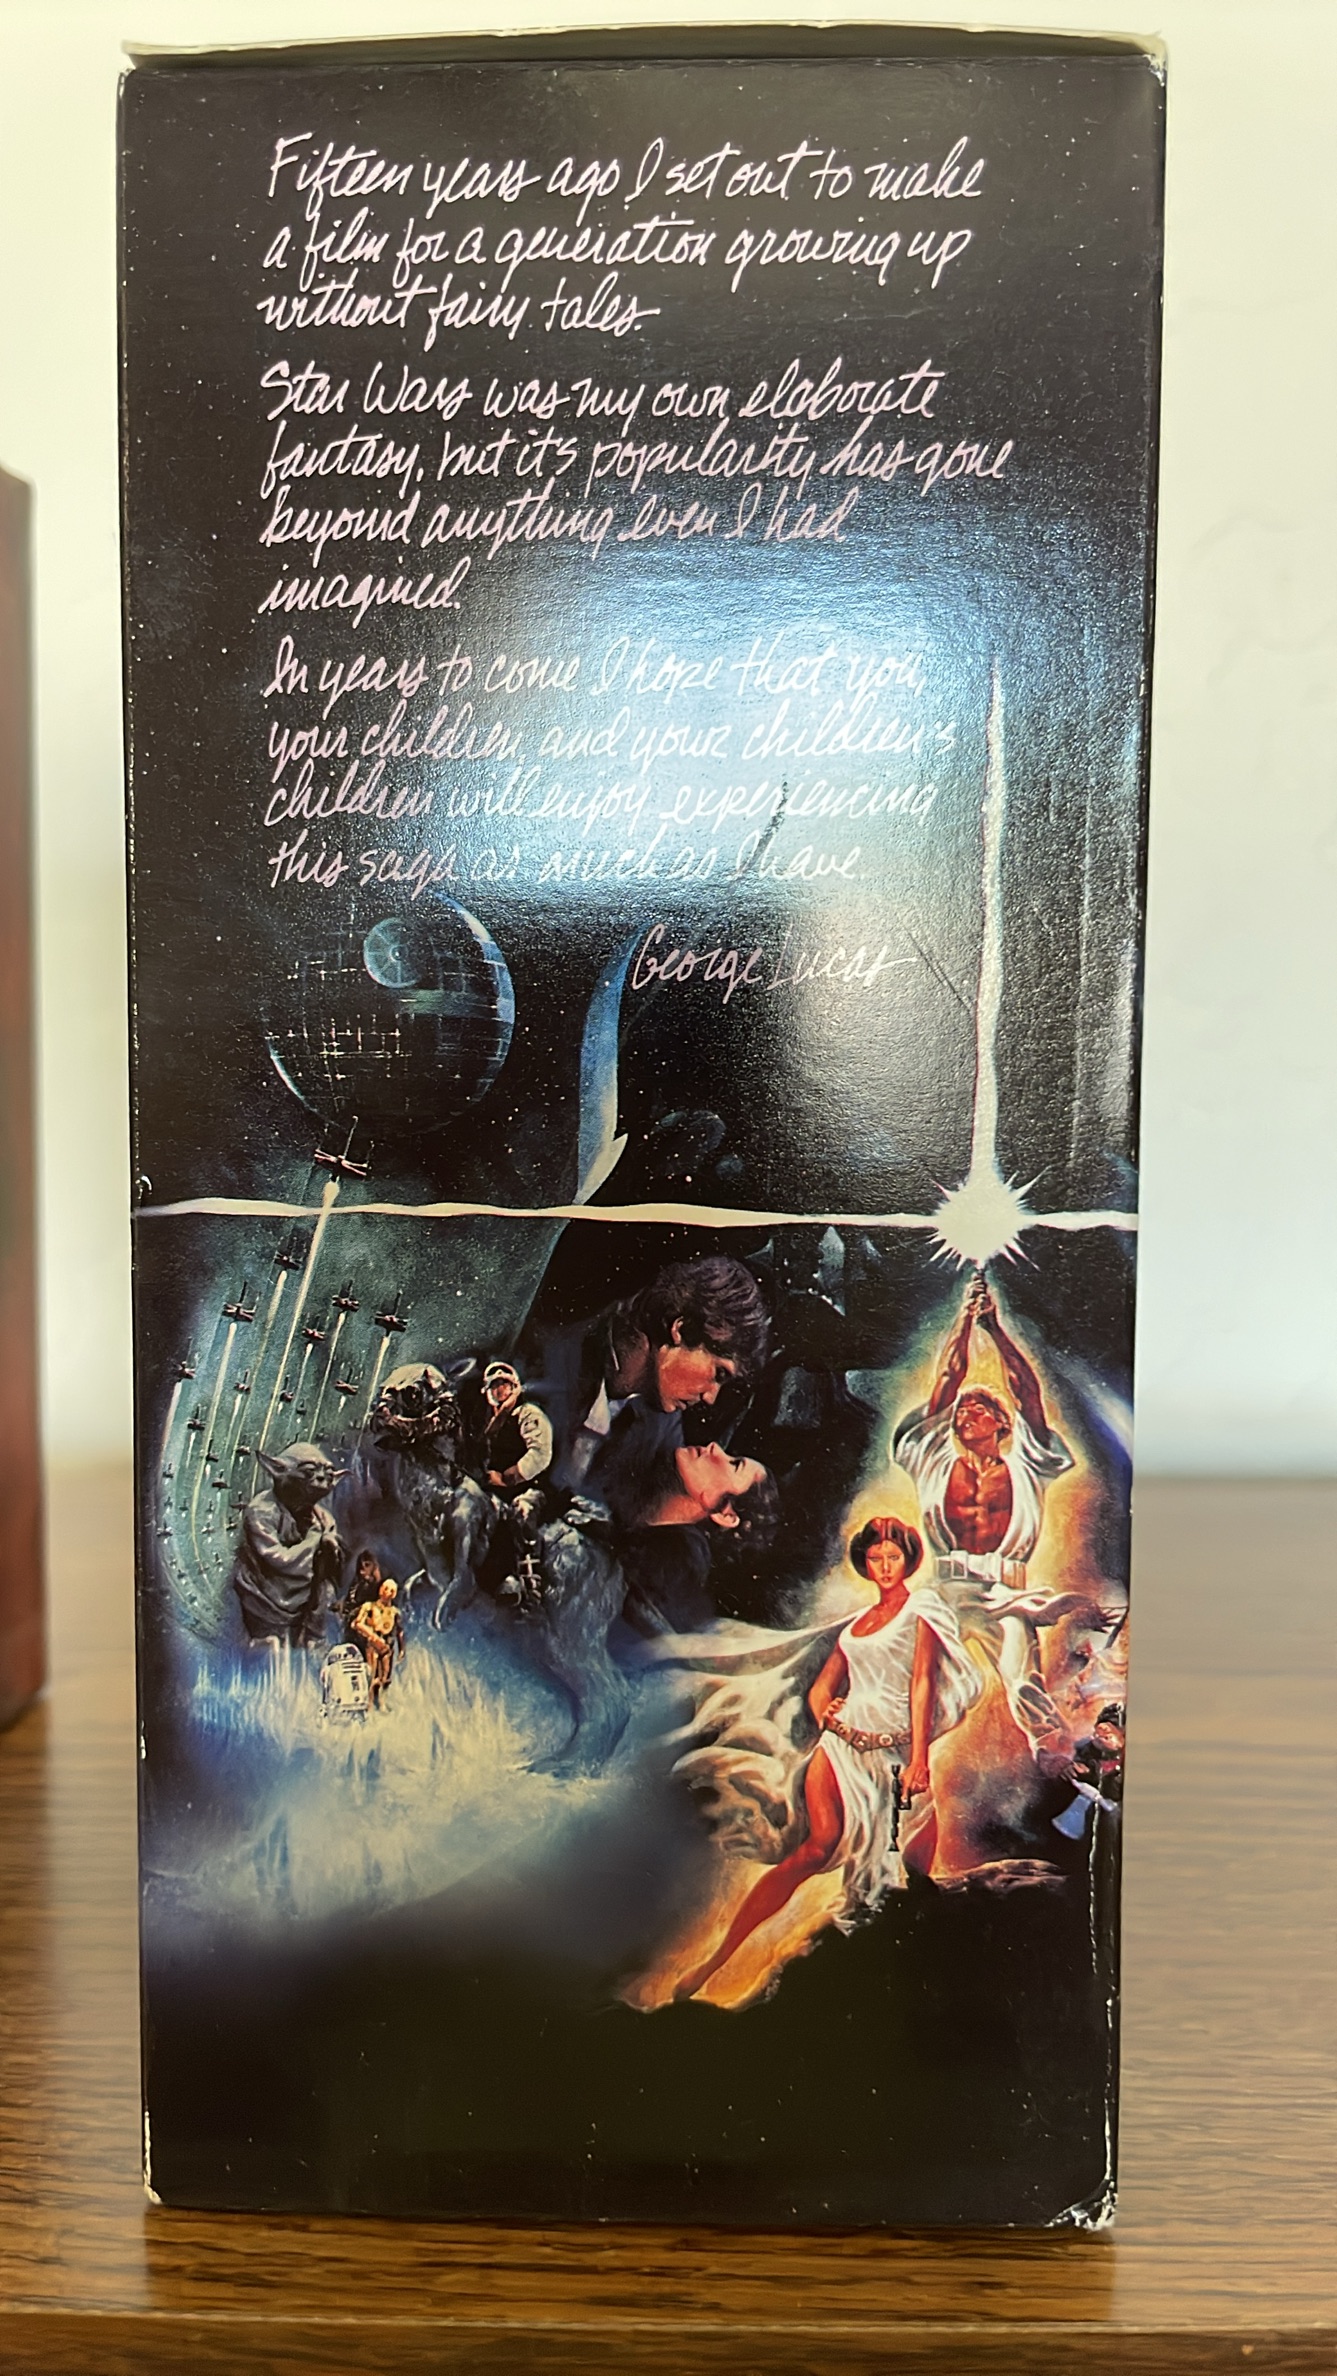 Fifteen years ago I set out to make
a film for a generation growing up
without fairy tales.
Star Wars was my own elaborate
fantasy, but it's popularity has gone
beyond anything even I had
imagined.
In years to come I hope that you,
your children, and your children's
children will enjoy experiencing
this saga as much as I have.
George Lucas